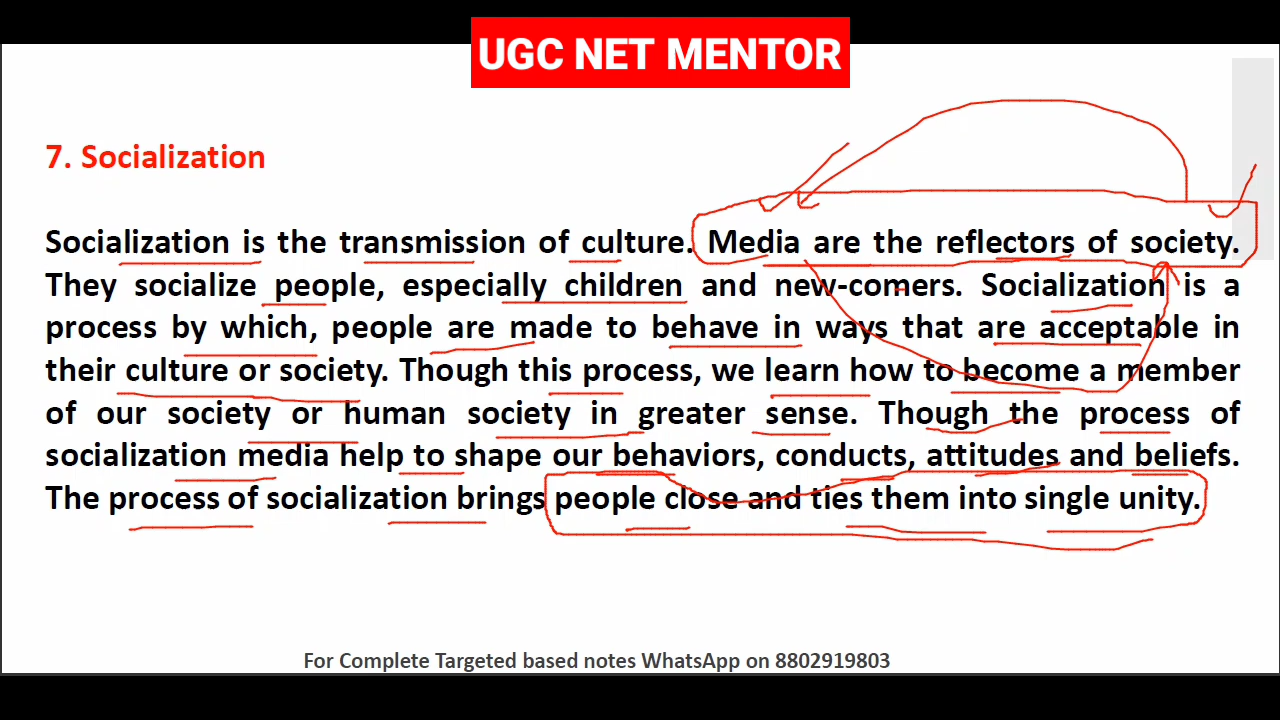 UGC NET MENTOR
7. Socialization
Socialization is the transmission of culture. Media are the reflectors of society.
They socialize people, especially children and new-comers. Socialization is a
process by which, people are made to behave in ways that are acceptable in
their culture or society. Though this process, we learn how to become a member
of our society or human society in greater sense. Though the process of
socialization media help to shape our behaviors, conducts, attitudes and beliefs.
The process of socialization brings people close and ties them into single unity.
For Complete Targeted based notes WhatsApp on 8802919803